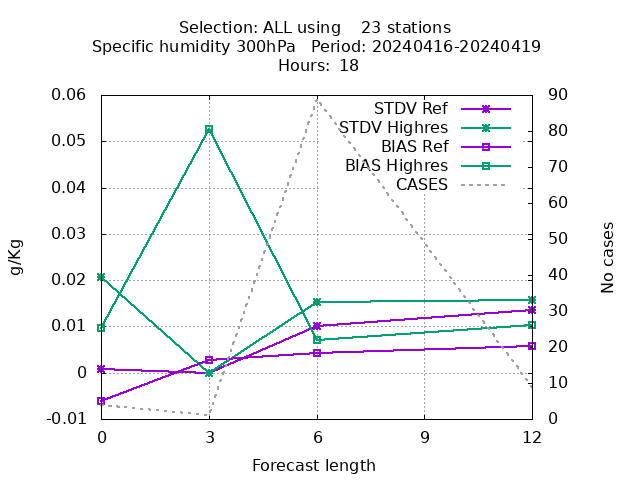 Selection: ALL using    23 stations
Specific humidity 300hPa   Period: 20240416-20240419
Hours: 18
STDV Ref
STDV Highres
BIAS Ref
BIAS Highres
CASES
0.06
0.05
0.04
0.03
0.02
0.01
0
-0.01
g/Kg
90
80
70
60
50
40
30
20
10
0
No cases
0
3
6
9
12
Forecast length